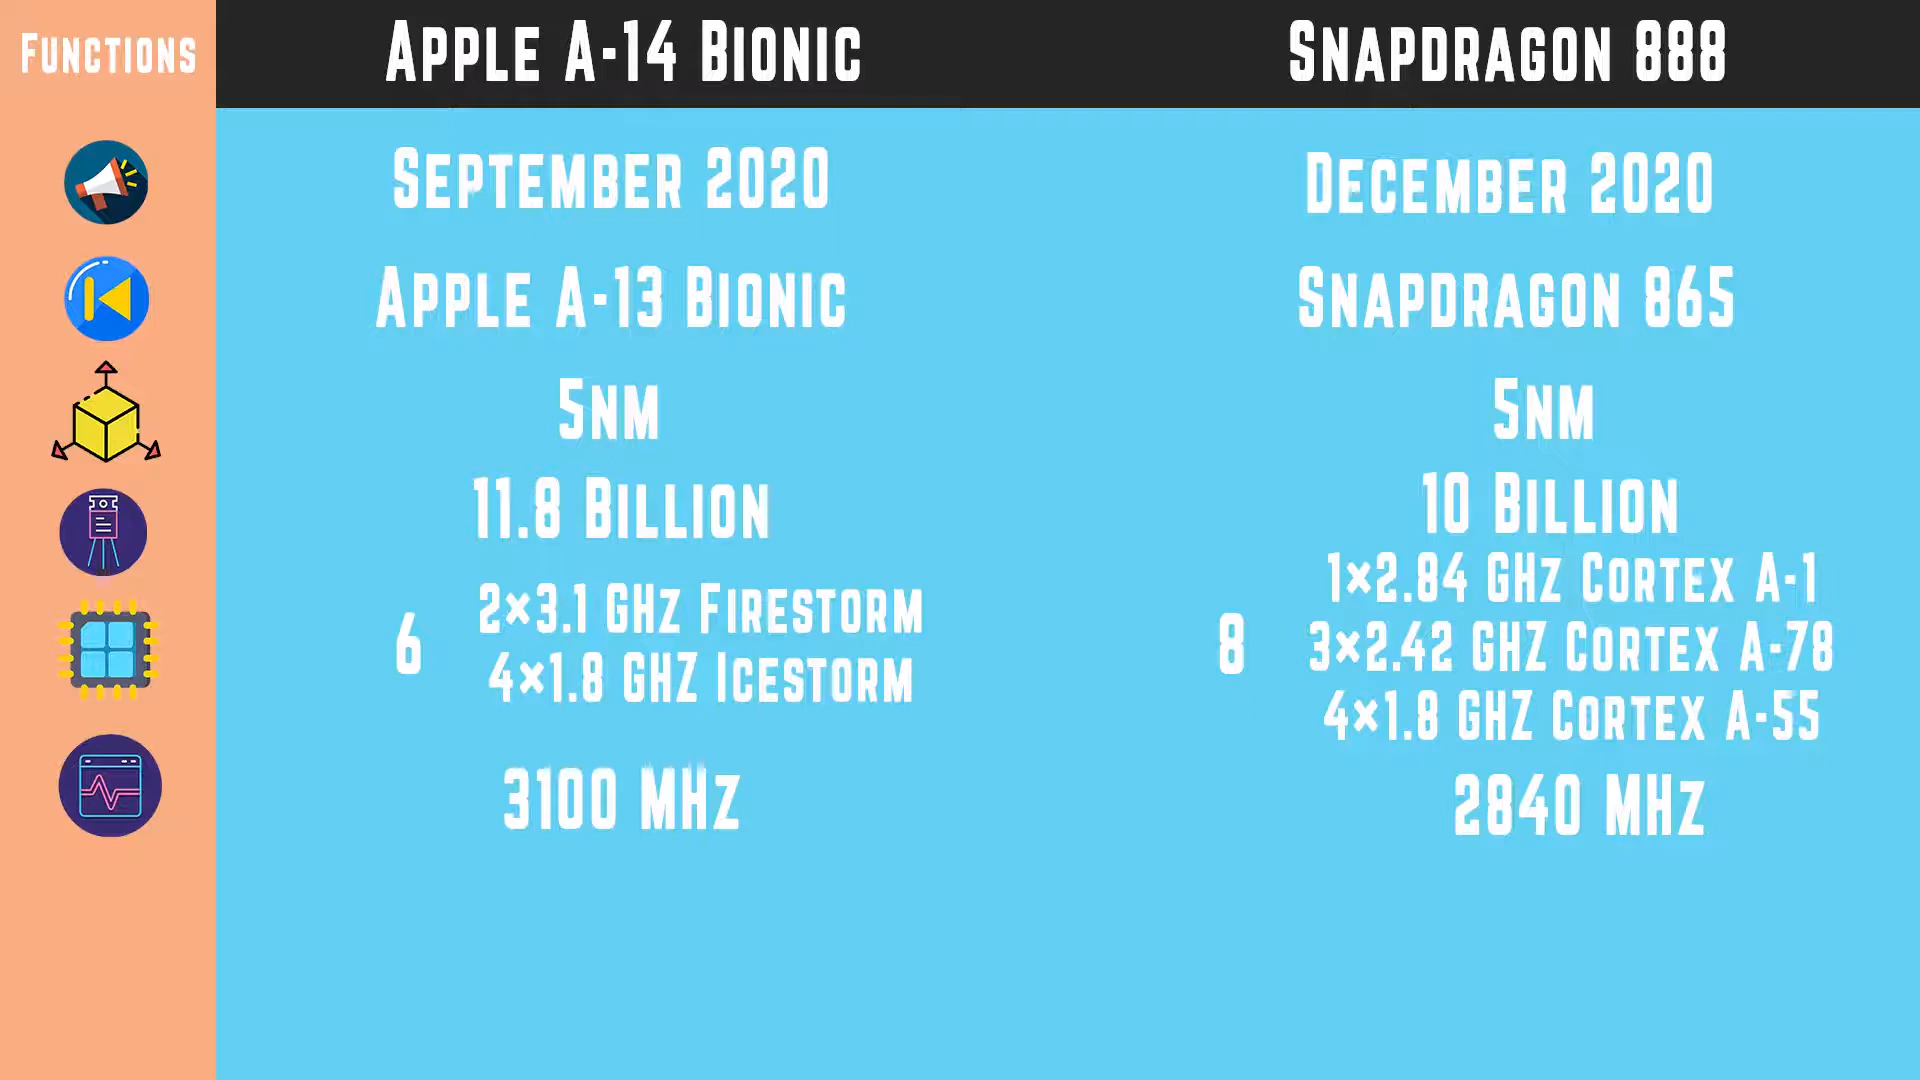 Functions
Apple A-14 Bionic
Snapdragon 888
September 2020
December 2020
Apple A-13 Bionic
Snapdragon 865
5nm
5nm
11.8 Billion
10 Billion
6
2×3.1 GHz Firestorm
4×1.8 GHZ Icestorm
8
1×2.84 GHz Cortex A-1
3×2.42 GHZ Cortex A-78
4×1.8 GHZ Cortex A-55
3100 MHz
2840 MHz